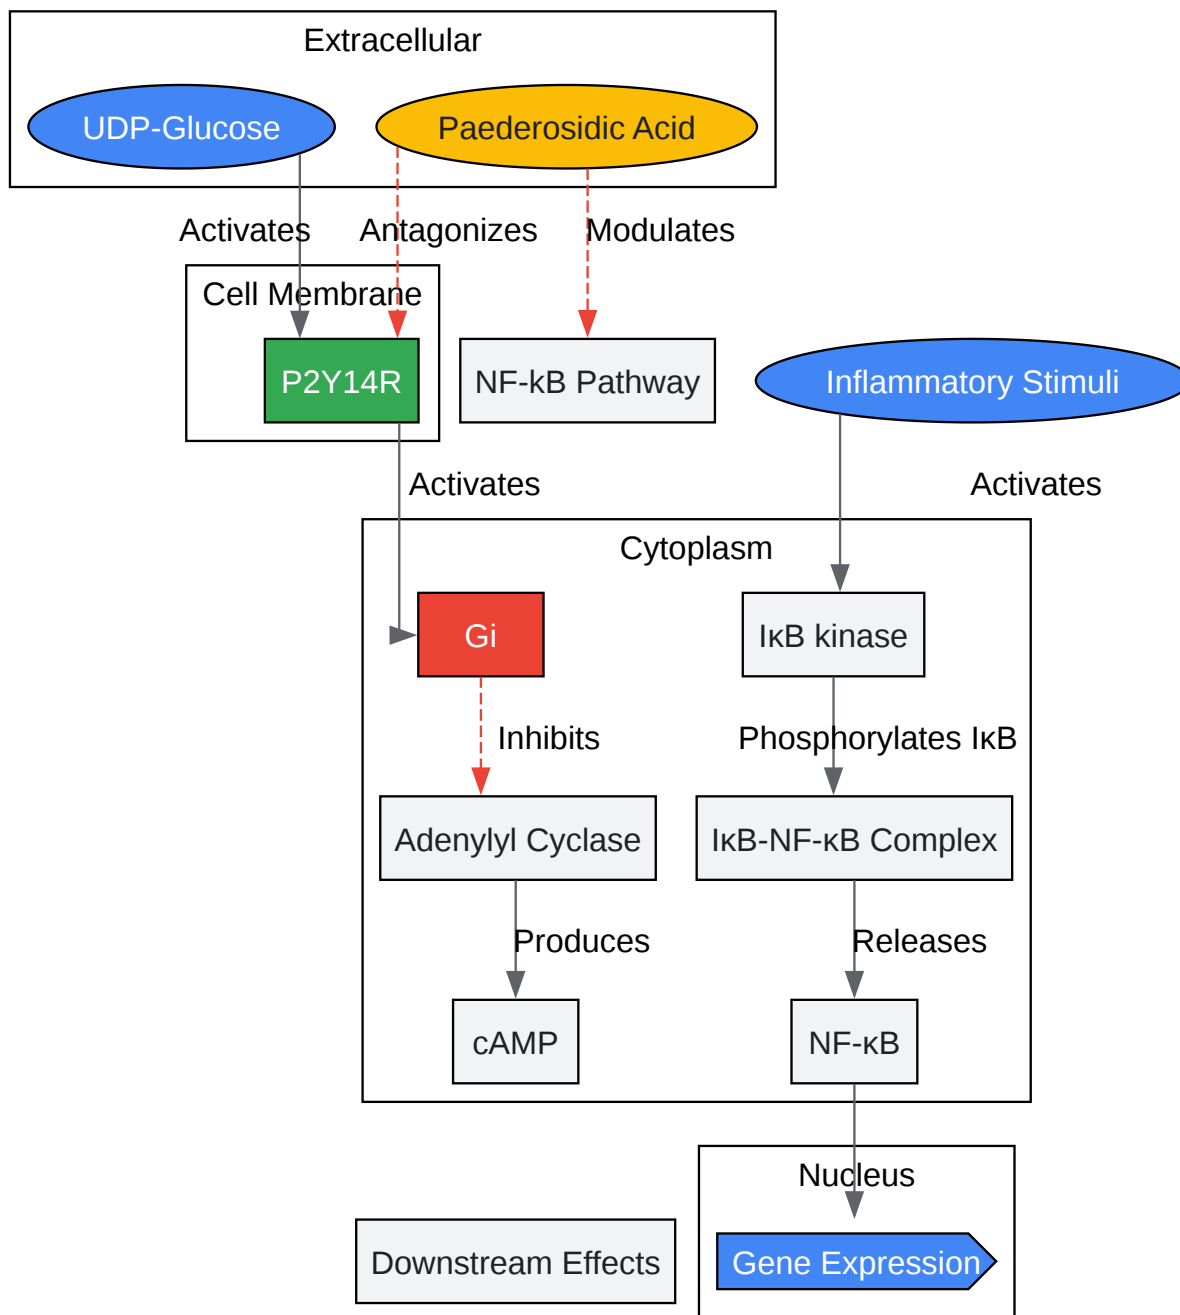 Extracellular
UDP-Glucose
Paederosidic Acid
Activates
Antagonizes
Modulates
Cell Membrane
P2Y14R
NF-kB Pathway
Inflammatory Stimuli
Activates
Activates
Cytoplasm
Gi
IκB kinase
Inhibits
Phosphorylates IκB
Adenylyl Cyclase
IκB-NF-κB Complex
Produces
Releases
cAMP
NF-κB
Nucleus
Downstream Effects
Gene Expression